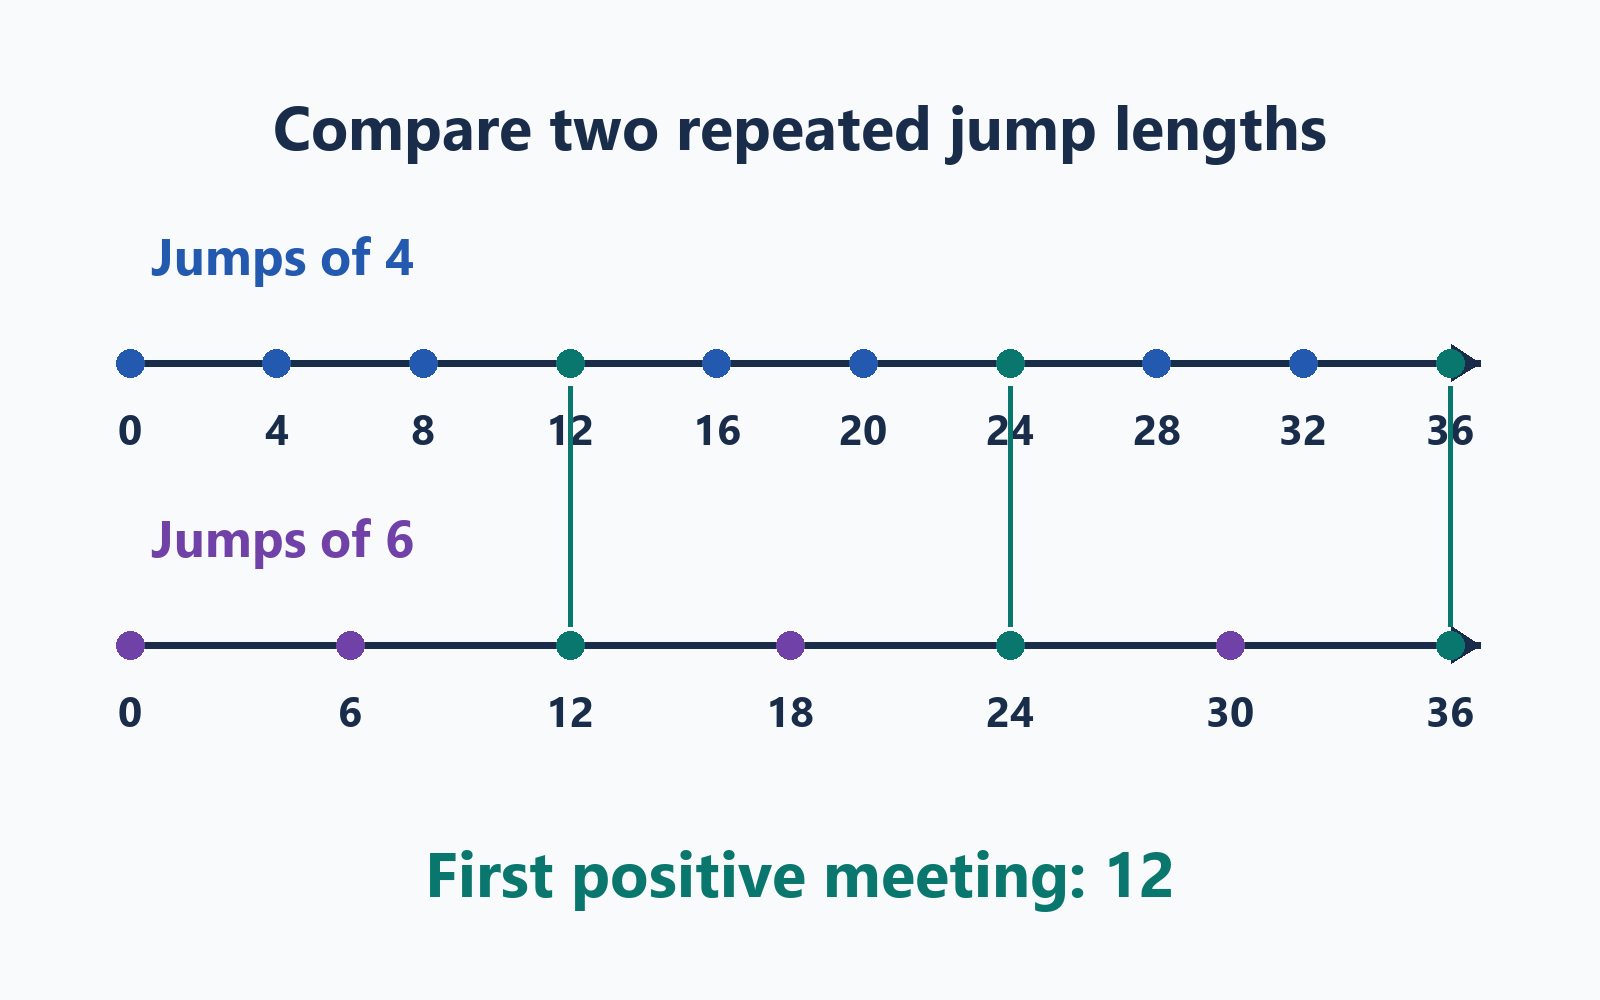 Compare two repeated jump lengths
Jumps of 4
0 4 8 12 16 20 24 28 32 36
Jumps of 6
0 6 12 18 24 30 36
First positive meeting: 12